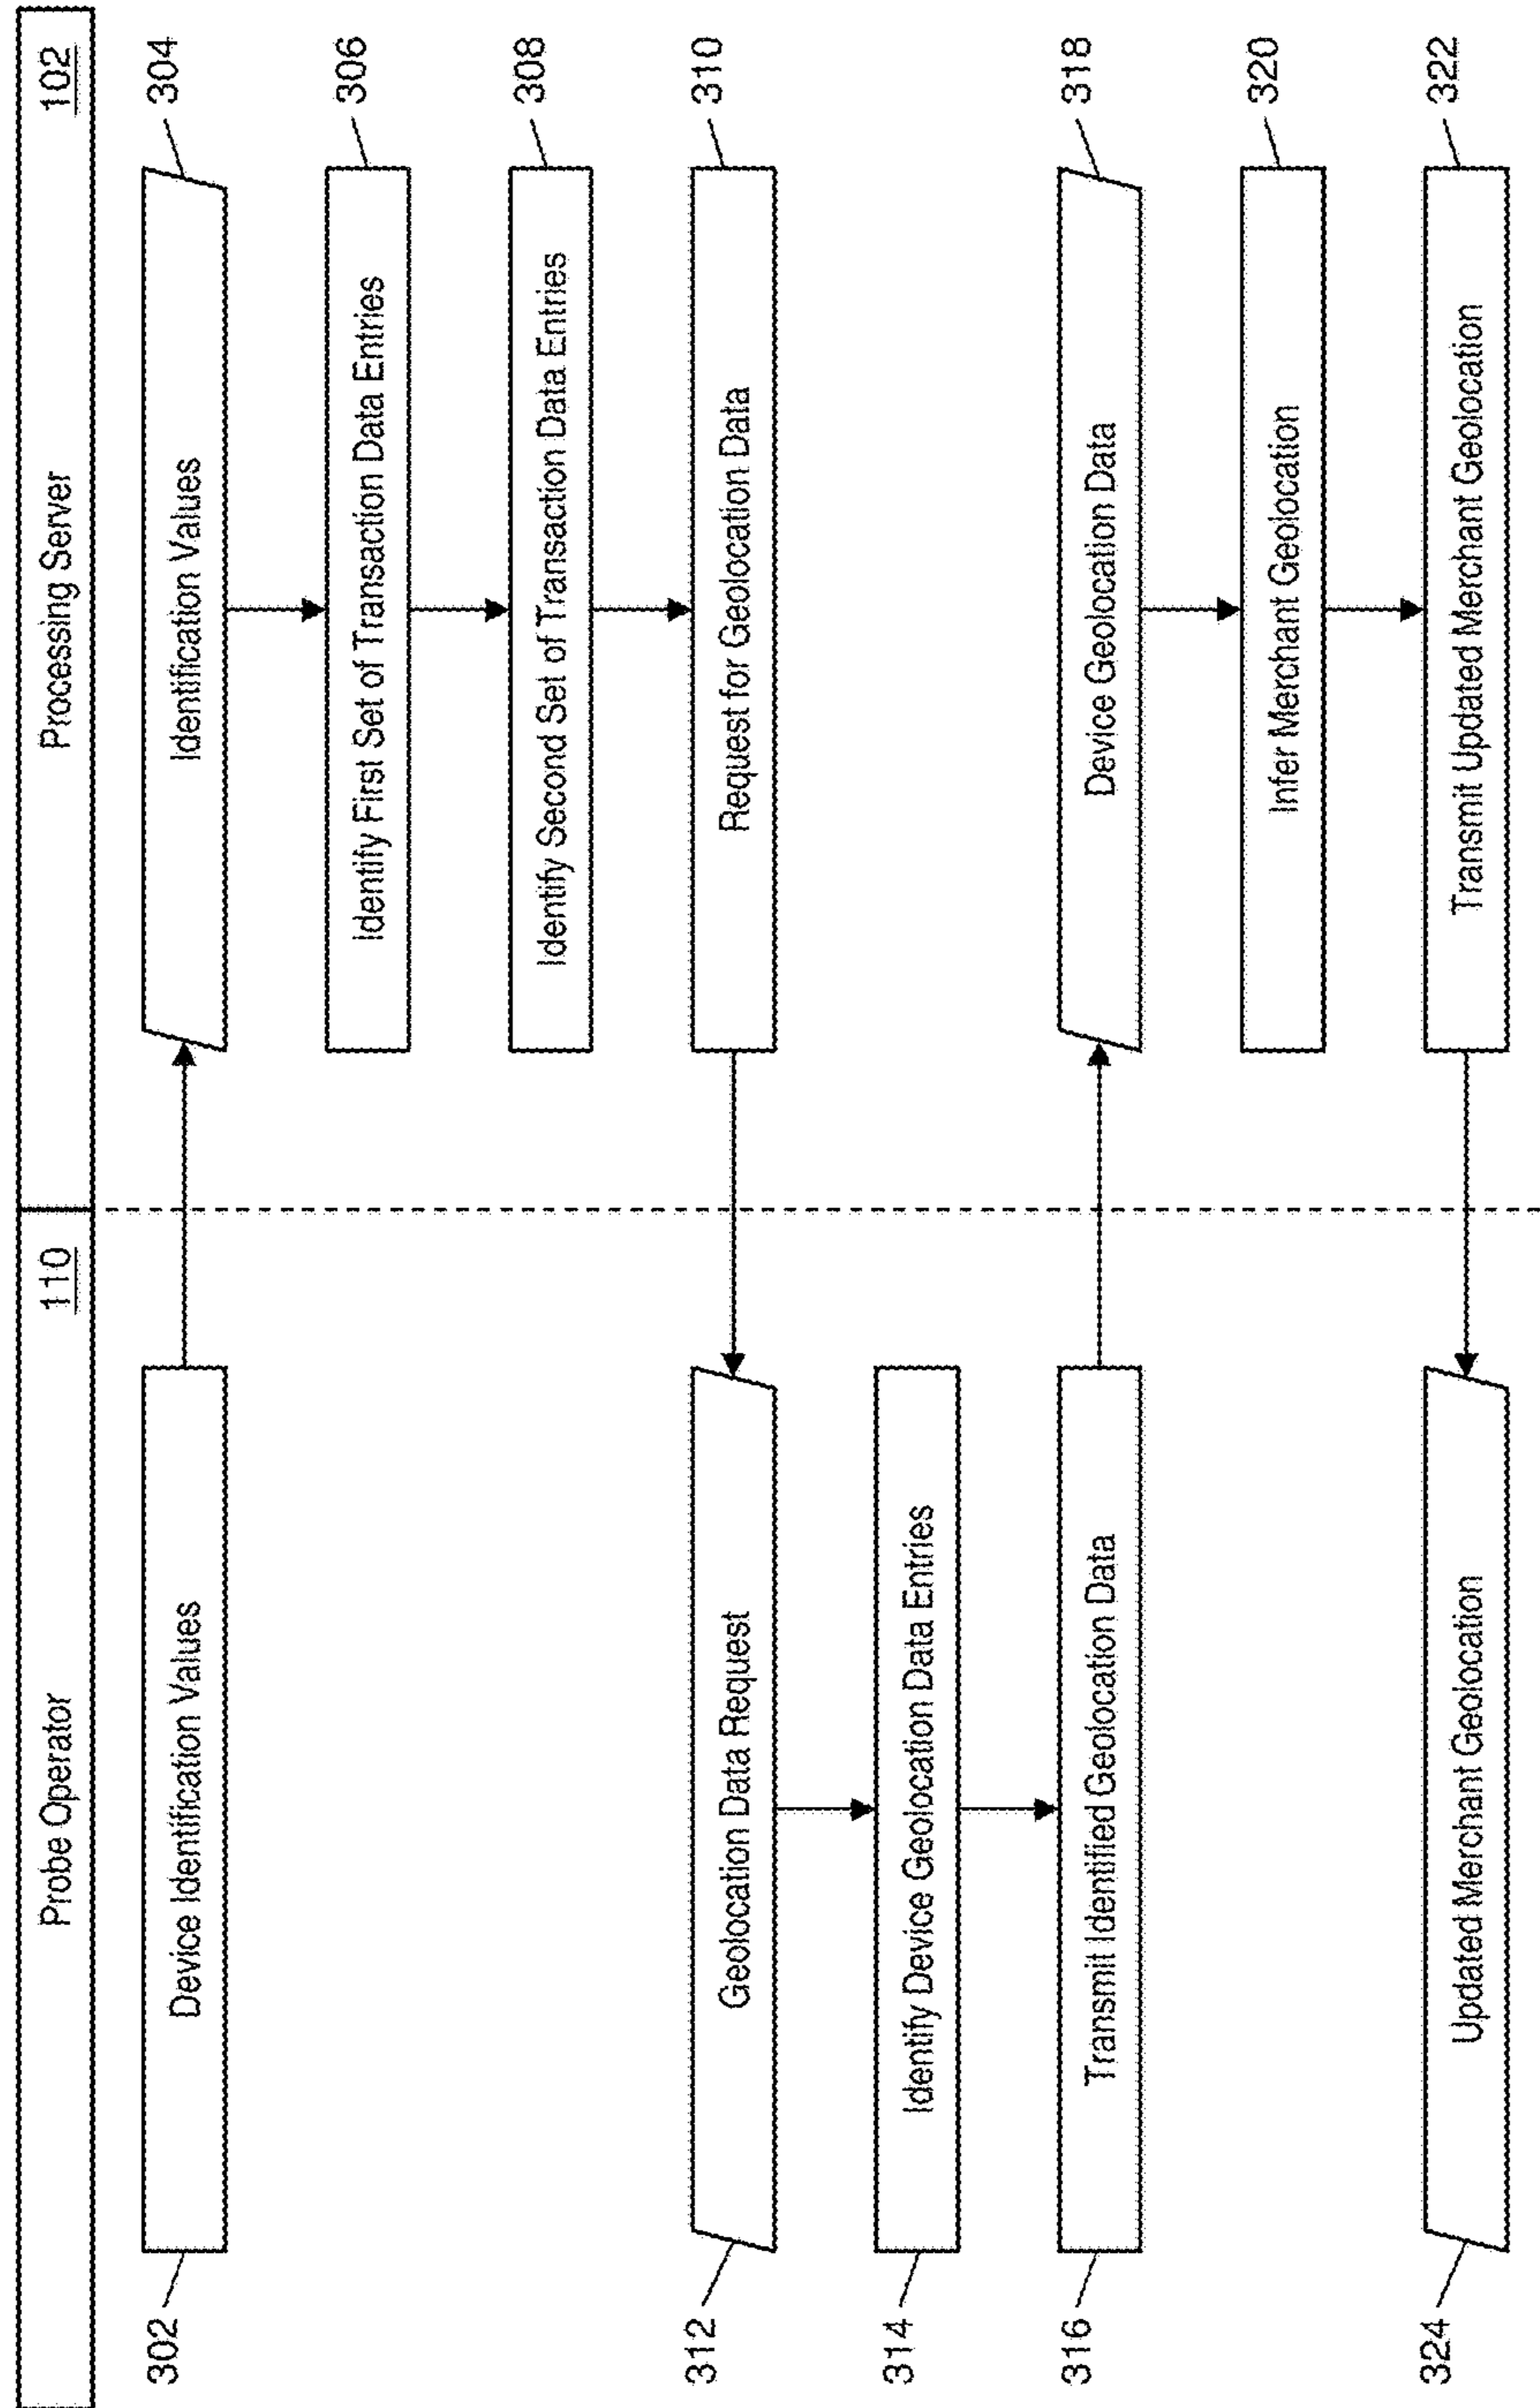 Probe Operator
110
Processing Server
102
302
Device Identification Values
Identification Values
304
Identify First Set of Transaction Data Entries
306
Identify Second Set of Transaction Data Entries
308
Request for Geolocation Data
310
312
Geolocation Data Request
314
Identify Device Geolocation Data Entries
316
Transmit Identified Geolocation Data
Device Geolocation Data
318
Infer Merchant Geolocation
320
Transmit Updated Merchant Geolocation
322
324
Updated Merchant Geolocation